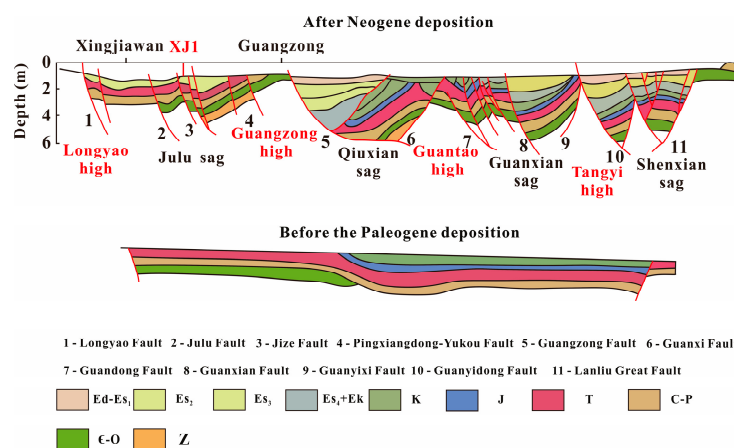 After Neogene deposition
Xingjiawan XJ1 Guangzong
Depth (m)
0
2
4
6
1 2 3 4 5 6 7 8 9 10 11
Longyao high
Julu sag
Guangzong high
Qiuxian sag
Guantao high
Guanxian sag
Tangyi high
Shenxian sag
Before the Paleogene deposition
1 - Longyao Fault 2 - Julu Fault 3 - Jize Fault 4 - Pingxiangdong-Yukou Fault 5 - Guangzong Fault 6 - Guanxi Faul
7 - Guandong Fault 8 - Guanxian Fault 9 - Guanyixi Fault 10 - Guanyidong Fault 11 - Lanliu Great Fault
Ed-Es₁ Es₂ Es₃ Es₄+Ek K J T C-P
Є-O Z